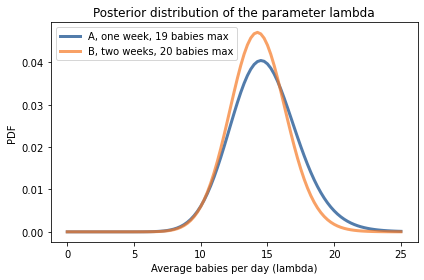 Posterior distribution of the parameter lambda
A, one week, 19 babies max
B, two weeks, 20 babies max
PDF
0.04
0.03
0.02
0.01
0.00
0 5 10 15 20 25
Average babies per day (lambda)